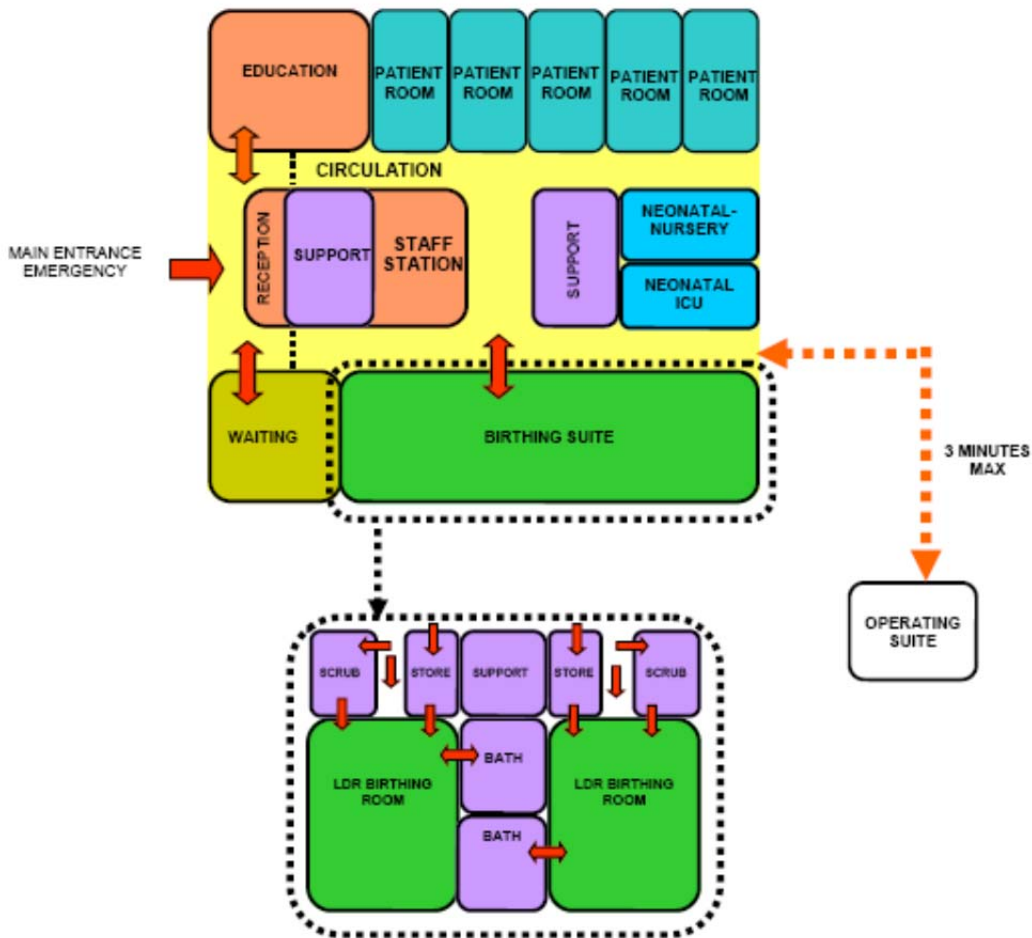 EDUCATION
PATIENT
ROOM
PATIENT
ROOM
PATIENT
ROOM
PATIENT
ROOM
PATIENT
ROOM
CIRCULATION
MAIN ENTRANCE
EMERGENCY
RECEPTION
SUPPORT
STAFF
STATION
SUPPORT
NEONATAL-
NURSERY
NEONATAL
ICU
WAITING
BIRTHING SUITE
3 MINUTES
MAX
OPERATING
SUITE
SCRUB
STORE
SUPPORT
STORE
SCRUB
LDR BIRTHING
ROOM
BATH
LDR BIRTHING
ROOM
BATH